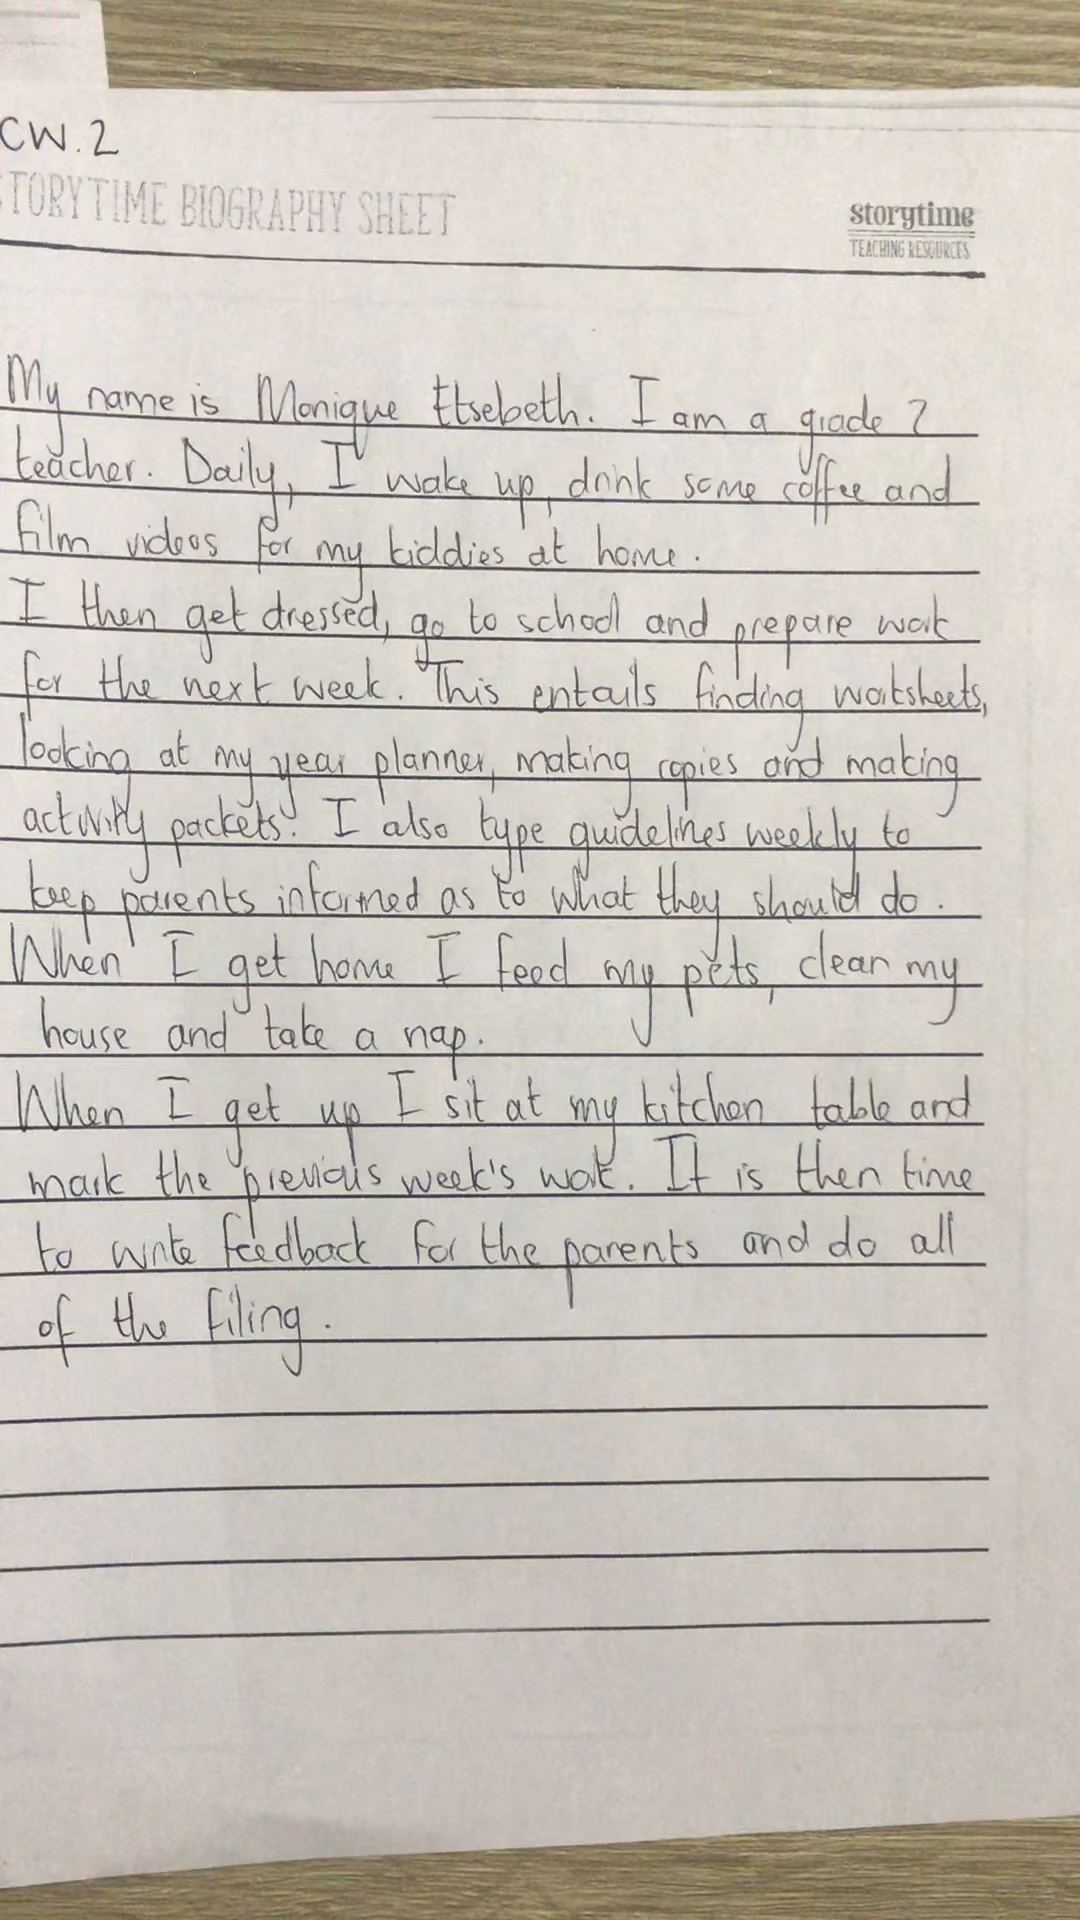 CW.2
STORYTIME BIOGRAPHY SHEET
storytime
TEACHING RESOURCES
My name is Monique Etsebeth. I am a grade 2
teacher. Daily, I wake up, drink some coffee and
film videos for my kiddies at home.
I then get dressed, go to school and prepare work
for the next week. This entails finding worksheets,
looking at my year planner, making copies and making
activity packets. I also type guidelines weekly to
keep parents informed as to what they should do.
When I get home I feed my pets, clean my
house and take a nap.
When I get up I sit at my kitchen table and
mark the previous week's work. It is then time
to write feedback for the parents and do all
of the filing.